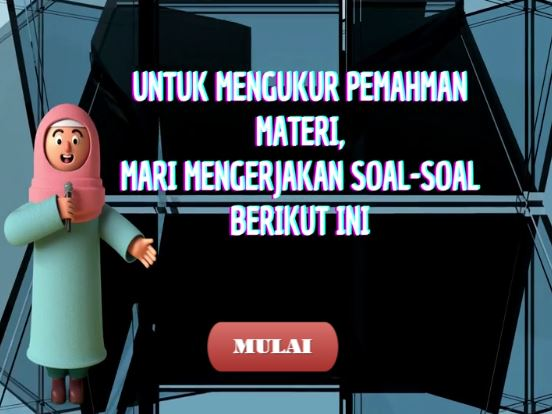 UNTUK MENGUKUR PEMAHMAN
MATERI,
MARI MENGERJAKAN SOAL-SOAL
BERIKUT INI
MULAI